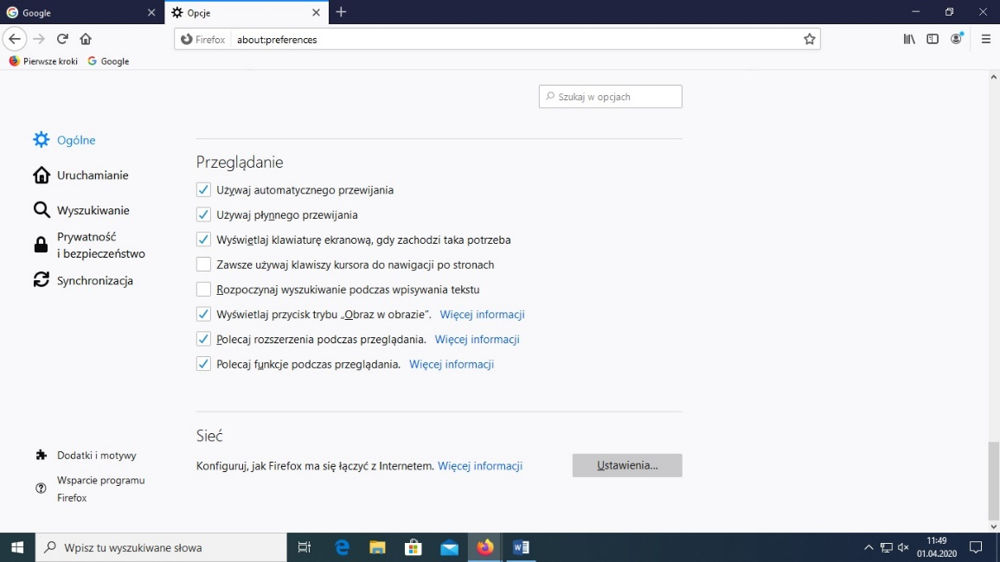 Google
Opcje
Firefox
about:preferences
Pierwsze kroki
Google
Szukaj w opcjach
Ogólne
Uruchamianie
Wyszukiwanie
Prywatność
i bezpieczeństwo
Synchronizacja
Przeglądanie
Używaj automatycznego przewijania
Używaj płynnego przewijania
Wyświetlaj klawiaturę ekranową, gdy zachodzi taka potrzeba
Zawsze używaj klawiszy kursora do nawigacji po stronach
Rozpoczynaj wyszukiwanie podczas wpisywania tekstu
Wyświetlaj przycisk trybu „Obraz w obrazie”. Więcej informacji
Polecaj rozszerzenia podczas przeglądania. Więcej informacji
Polecaj funkcje podczas przeglądania. Więcej informacji
Sieć
Konfiguruj, jak Firefox ma się łączyć z Internetem. Więcej informacji
Ustawienia...
Dodatki i motywy
Wsparcie programu
Firefox
Wpisz tu wyszukiwane słowa
11:49
01.04.2020